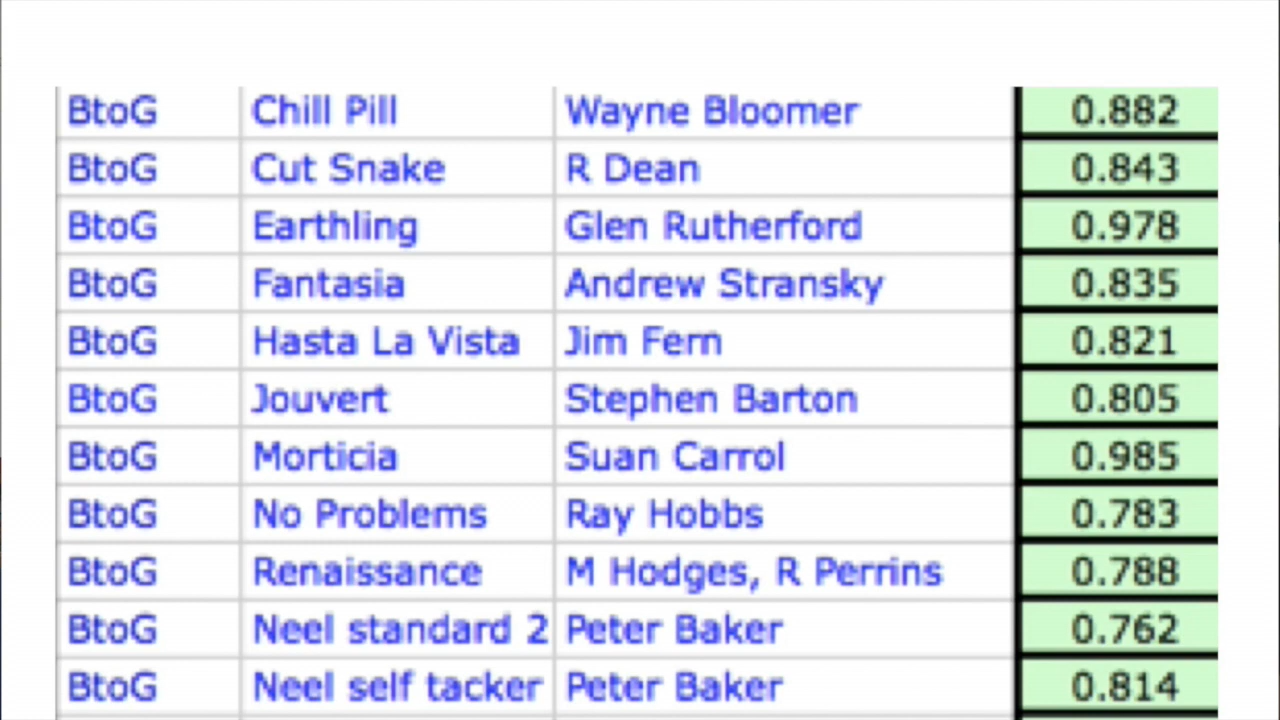 BtoG Chill Pill Wayne Bloomer 0.882
BtoG Cut Snake R Dean 0.843
BtoG Earthling Glen Rutherford 0.978
BtoG Fantasia Andrew Stransky 0.835
BtoG Hasta La Vista Jim Fern 0.821
BtoG Jouvert Stephen Barton 0.805
BtoG Morticia Suan Carrol 0.985
BtoG No Problems Ray Hobbs 0.783
BtoG Renaissance M Hodges, R Perrins 0.788
BtoG Neel standard 2 Peter Baker 0.762
BtoG Neel self tacker Peter Baker 0.814